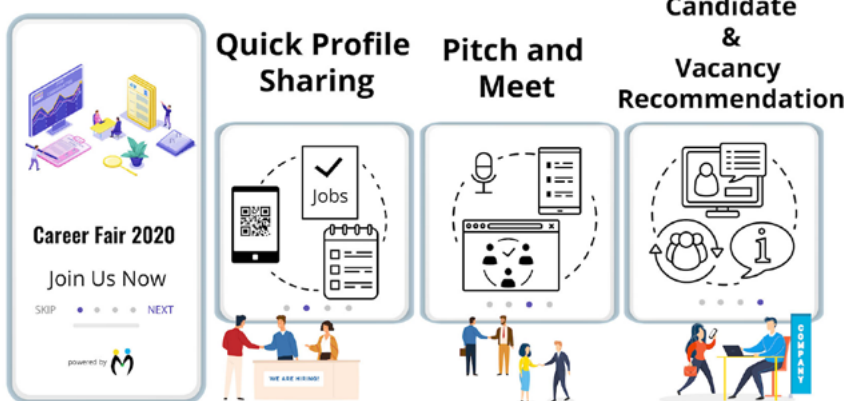 Career Fair 2020
Join Us Now
SKIP
NEXT
powered by
Quick Profile
Sharing
Jobs
WE ARE HIRING!
Pitch and
Meet
Candidate
&
Vacancy
Recommendation
i
COMPANY